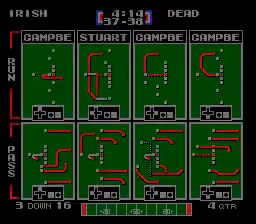 IRISH 4:14 DEAD
37-38
CAMPBE STUART CAMPBE CAMPBE
RUN
PASS
3 DOWN 16 4 QTR